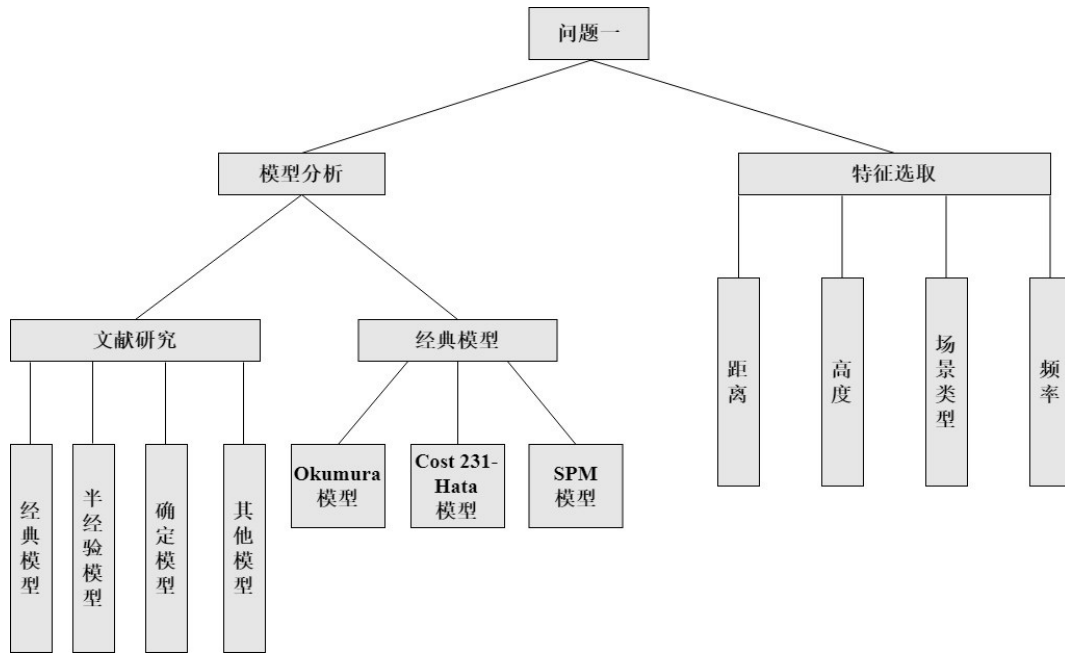 问题一
模型分析
特征选取
文献研究
经典模型
距离
高度
场景类型
频率
经典模型
半经验模型
确定模型
其他模型
Okumura
模型
Cost 231-
Hata
模型
SPM
模型